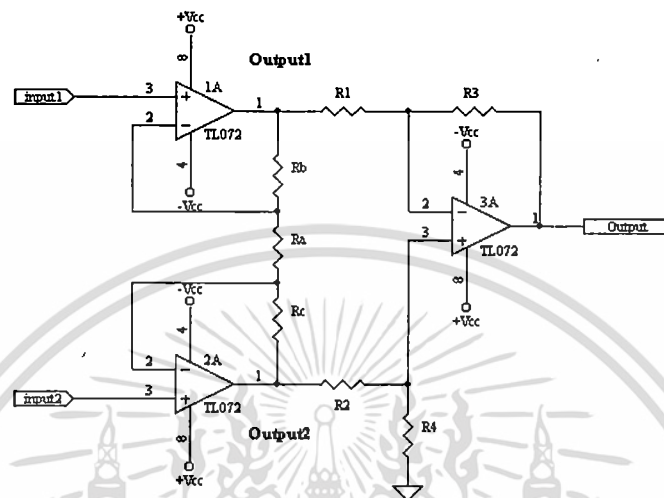 +Vcc
8
Output1
input1
3
+
1A
1
R1
R3
2
-
TL072
4
-Vcc
-Vcc
Rb
4
3A
2
-
3
+
1
Output
TL072
Ra
8
+Vcc
-Vcc
4
Rc
2A
2
-
1
input2
3
+
TL072
R2
8
Output2
R4
+Vcc